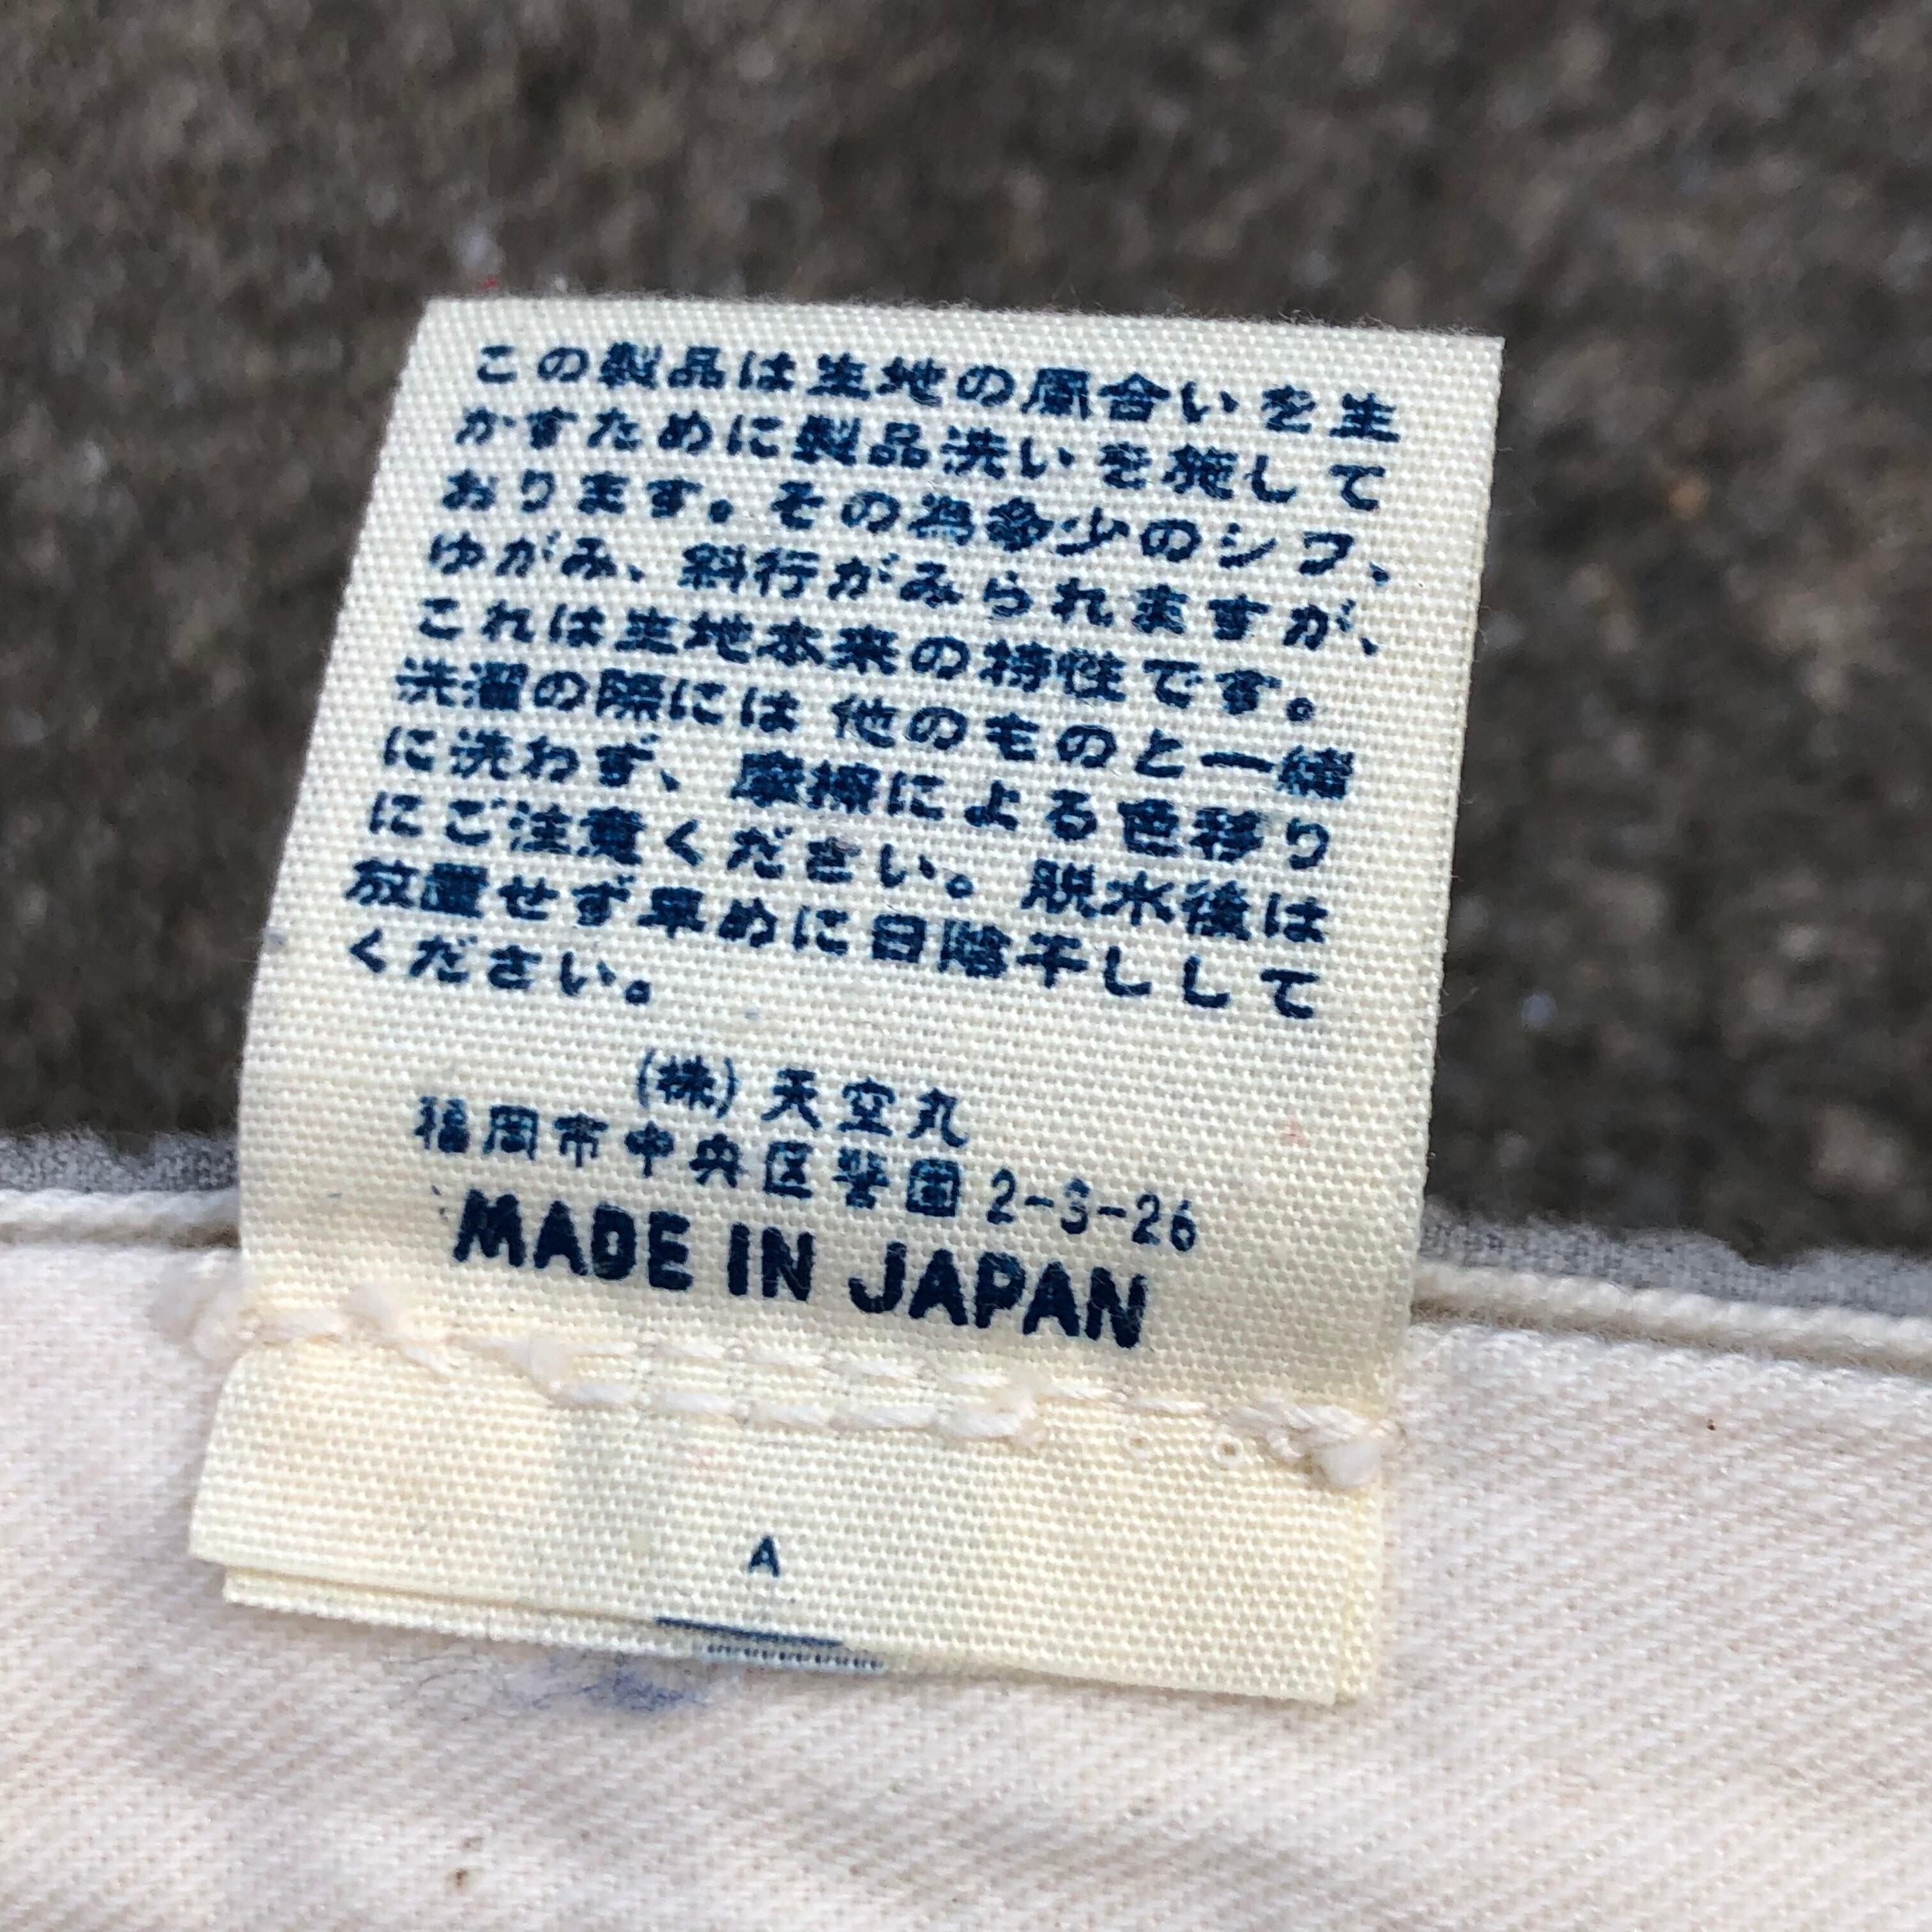 この製品は生地の風合いを生
かすために製品洗いを施して
おります。その為多少のシワ、
ゆがみ、斜行がみられますが、
これは生地本来の特性です。
洗濯の際には他のものと一緒
に洗わず、摩擦による色移り
にご注意ください。脱水後は
放置せず早めに日陰干しして
ください。
(株)天空丸
福岡市中央区警固2-3-26
MADE IN JAPAN
A